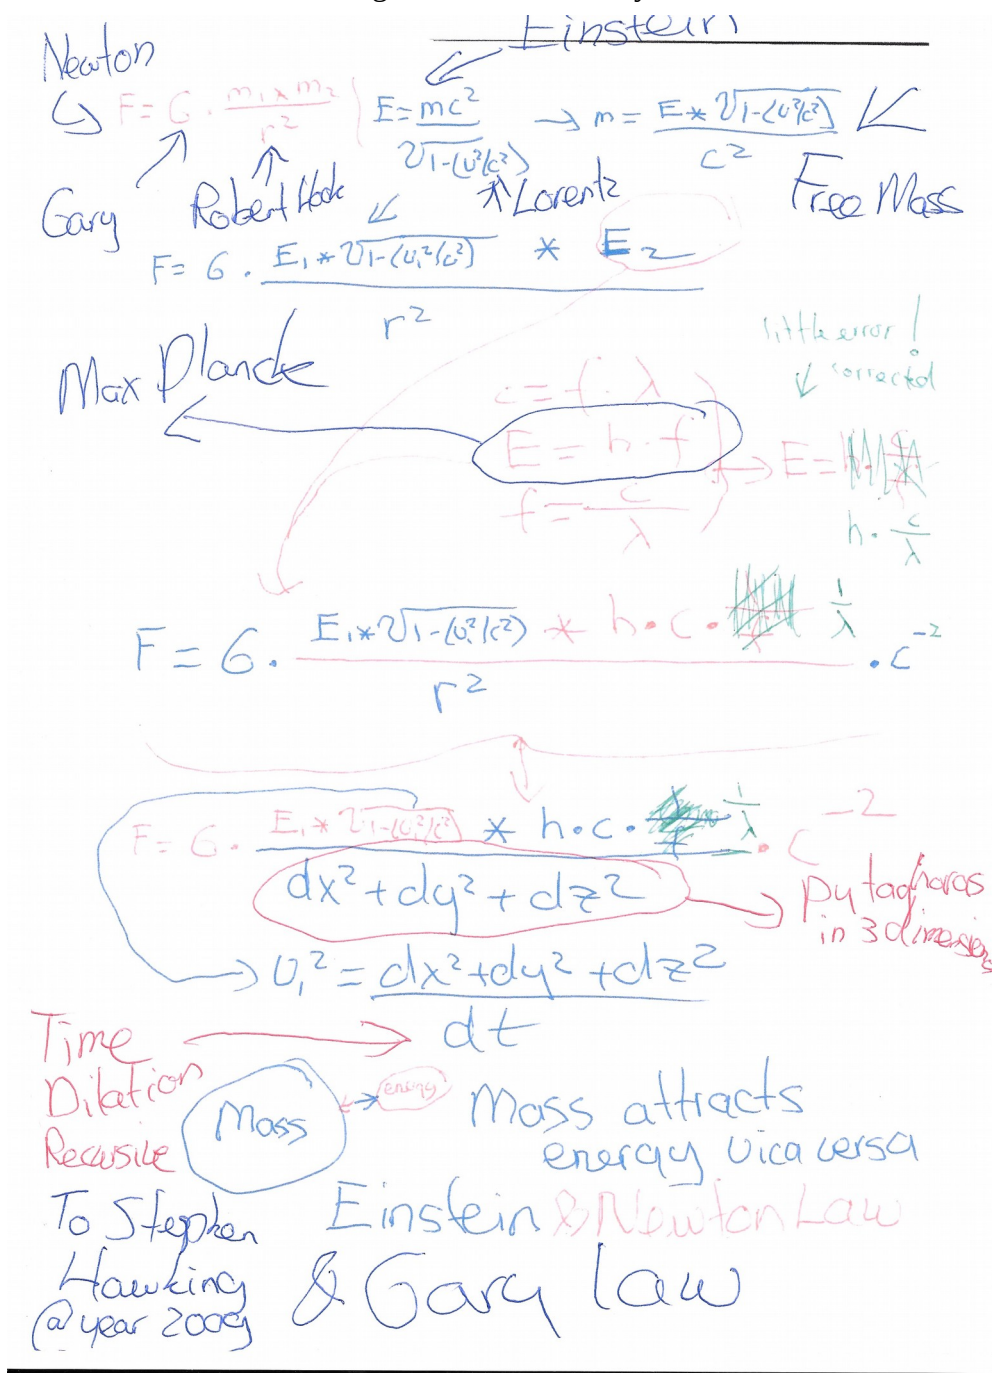 Einstein
Newton
F = G · m₁ × m₂ / r²
E = mc² / √1-(v²/c²) → m = E * √1-(v²/c²) / c²
Gary
Robert Hook
Lorentz
Free Mass
F = G · E₁ * √1-(v₁²/c²) * E₂ / r²
Max Planck
little error!
corrected
c = f · λ
E = h · f → E =
f = c / λ
h · c / λ
F = G · E₁ * √1-(v₁²/c²) * h · c · 1/λ / r² · c⁻²
F = G · E₁ * √1-(v₁²/c²) * h · c · 1/λ / dx² + dy² + dz² · c⁻²
Pytagharas
in 3 dimensions
v₁² = dx² + dy² + dz² / dt
Time
Dilation
Recusive
Mass
energy
Mass attracts
energy vica versa
To Stephen
Hawking
@ year 2009
Einstein & Newton Law
& Gary law